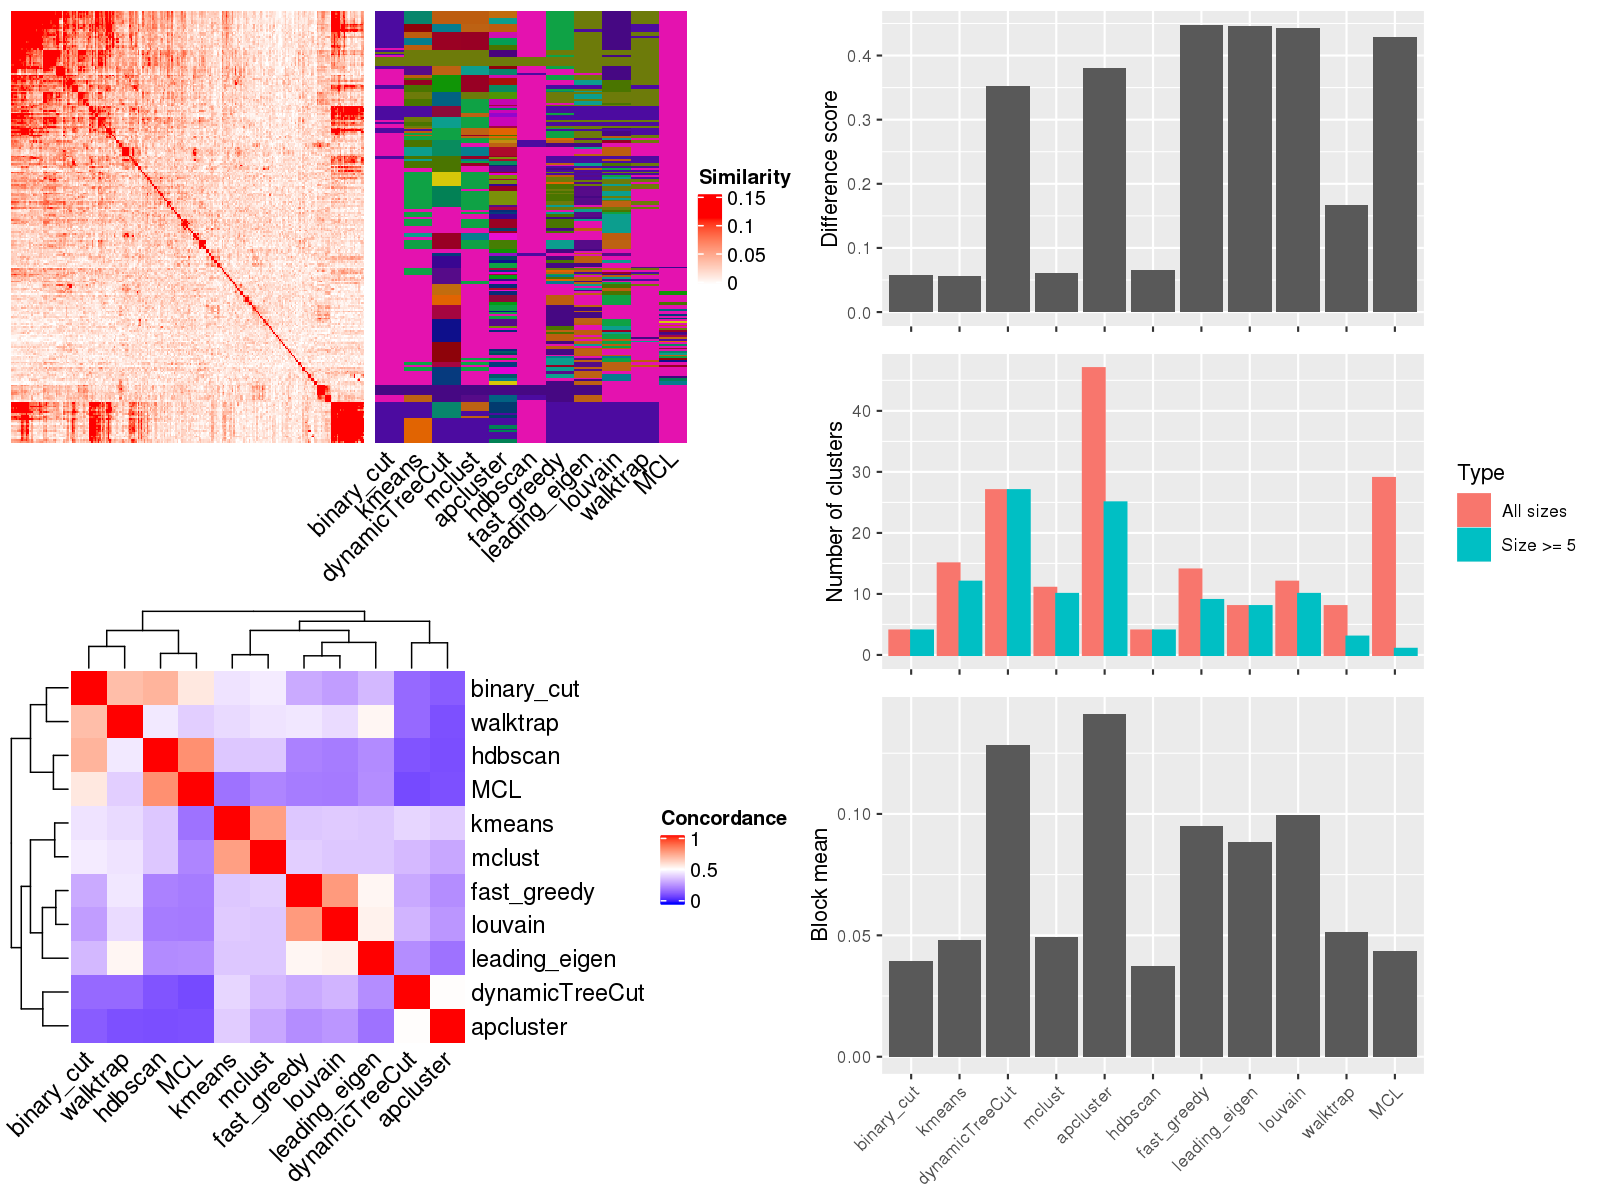 Similarity
0.15
0.1
0.05
0
binary_cut
kmeans
dynamicTreeCut
mclust
apcluster
hdbscan
fast_greedy
leading_eigen
louvain
walktrap
MCL
binary_cut
walktrap
hdbscan
MCL
kmeans
mclust
fast_greedy
louvain
leading_eigen
dynamicTreeCut
apcluster
Concordance
1
0.5
0
binary_cut
walktrap
hdbscan
MCL
kmeans
mclust
fast_greedy
louvain
leading_eigen
dynamicTreeCut
apcluster
Difference score
0.4
0.3
0.2
0.1
0.0
Number of clusters
40
30
20
10
0
Type
All sizes
Size >= 5
Block mean
0.10
0.05
0.00
binary_cut
kmeans
dynamicTreeCut
mclust
apcluster
hdbscan
fast_greedy
leading_eigen
louvain
walktrap
MCL